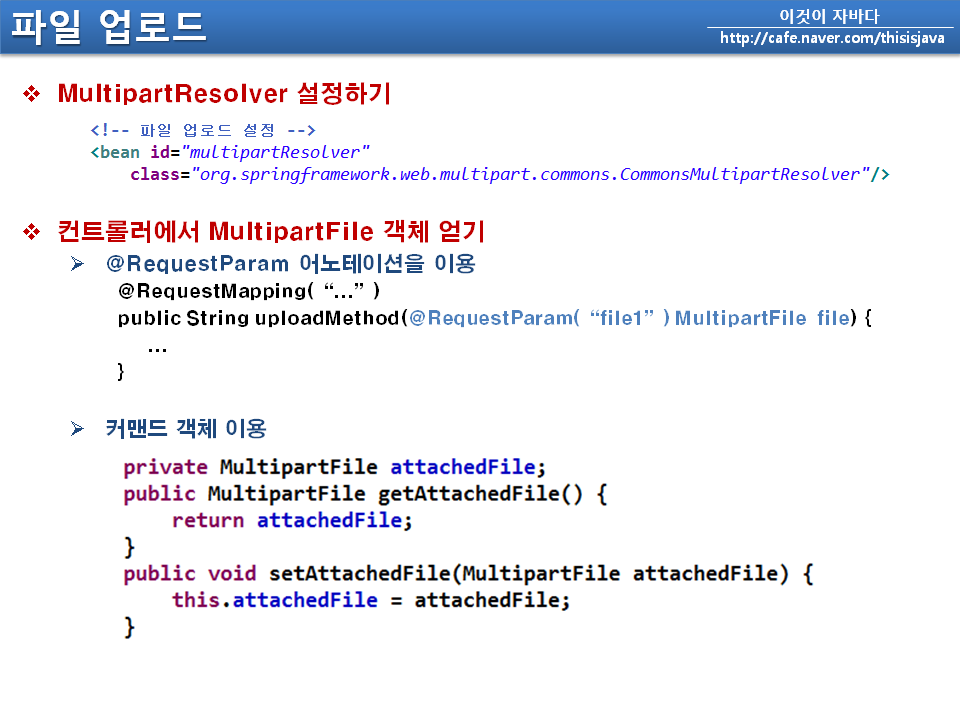 파일 업로드
이것이 자바다
http://cafe.naver.com/thisisjava
❖ MultipartResolver 설정하기
<!-- 파일 업로드 설정 -->
<bean id="multipartResolver"
class="org.springframework.web.multipart.commons.CommonsMultipartResolver"/>
❖ 컨트롤러에서 MultipartFile 객체 얻기
➢ @RequestParam 어노테이션을 이용
@RequestMapping( “…” )
public String uploadMethod(@RequestParam( “file1” ) MultipartFile file) {
…
}
➢ 커맨드 객체 이용
private MultipartFile attachedFile;
public MultipartFile getAttachedFile() {
return attachedFile;
}
public void setAttachedFile(MultipartFile attachedFile) {
this.attachedFile = attachedFile;
}